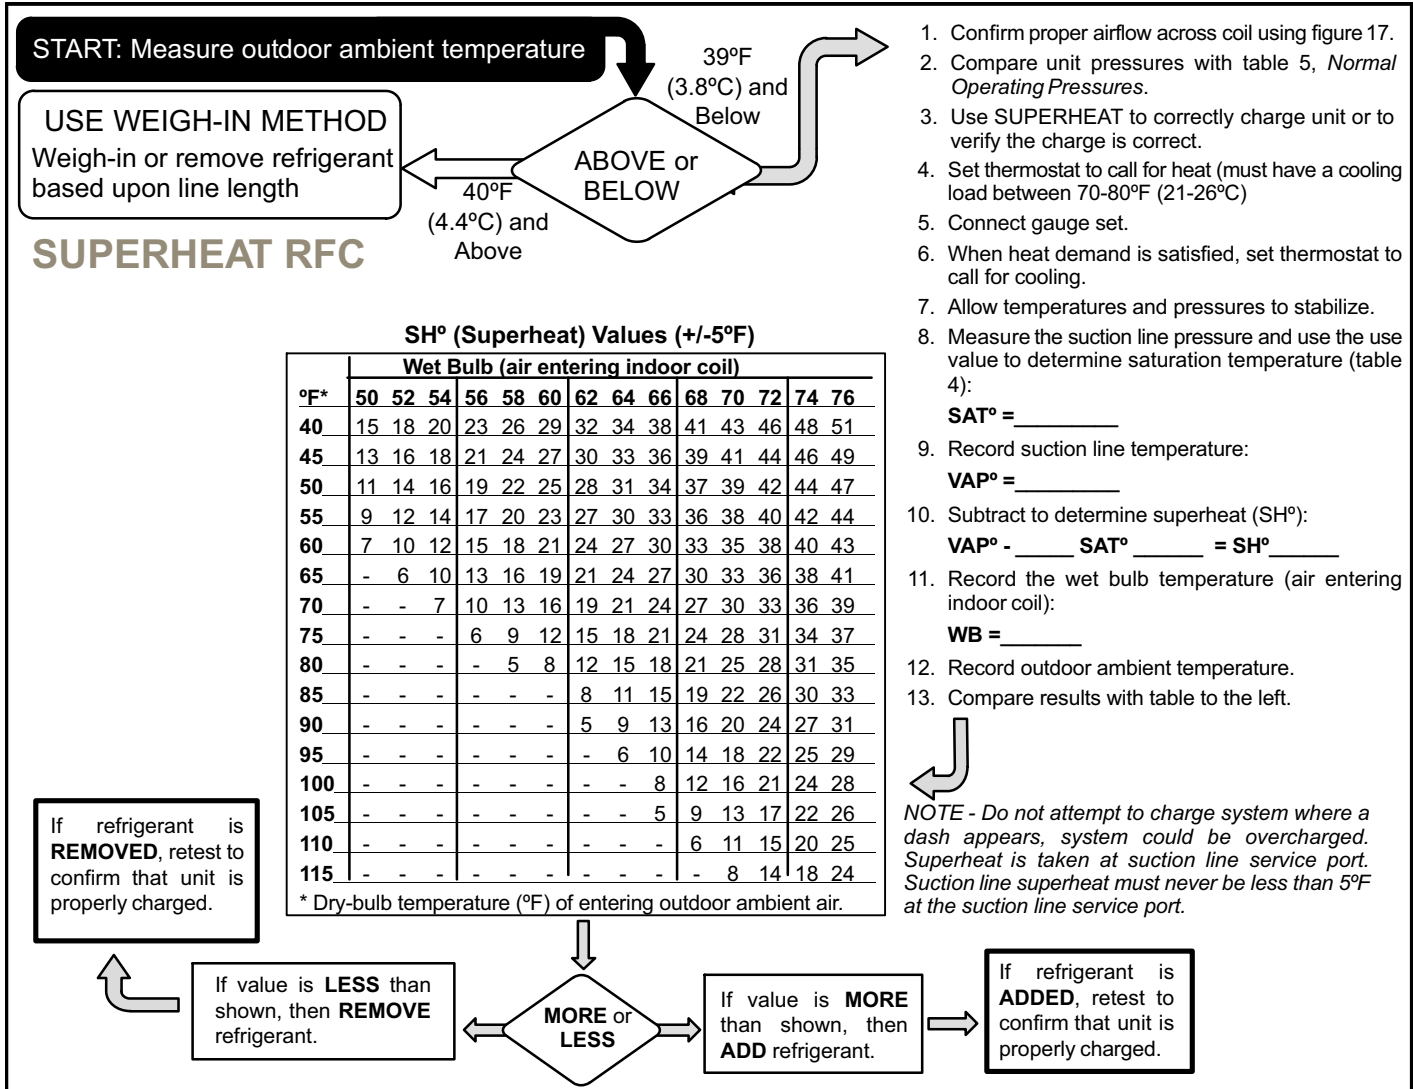 START: Measure outdoor ambient temperature
USE WEIGH-IN METHOD
Weigh-in or remove refrigerant
based upon line length
39ºF
(3.8ºC) and
Below
ABOVE or
BELOW
40ºF
(4.4ºC) and
Above
SUPERHEAT RFC
1. Confirm proper airflow across coil using figure 17.
2. Compare unit pressures with table 5, Normal
Operating Pressures.
3. Use SUPERHEAT to correctly charge unit or to
verify the charge is correct.
4. Set thermostat to call for heat (must have a cooling
load between 70-80ºF (21-26ºC)
5. Connect gauge set.
6. When heat demand is satisfied, set thermostat to
call for cooling.
7. Allow temperatures and pressures to stabilize.
8. Measure the suction line pressure and use the use
value to determine saturation temperature (table
4):
SATº =_________
9. Record suction line temperature:
VAPº =_________
10. Subtract to determine superheat (SHº):
VAPº - _____ SATº ______ = SHº______
11. Record the wet bulb temperature (air entering
indoor coil):
WB =_______
12. Record outdoor ambient temperature.
13. Compare results with table to the left.
SHº (Superheat) Values (+/-5ºF)
Wet Bulb (air entering indoor coil)
ºF* 50 52 54 56 58 60 62 64 66 68 70 72 74 76
40 15 18 20 23 26 29 32 34 38 41 43 46 48 51
45 13 16 18 21 24 27 30 33 36 39 41 44 46 49
50 11 14 16 19 22 25 28 31 34 37 39 42 44 47
55 9 12 14 17 20 23 27 30 33 36 38 40 42 44
60 7 10 12 15 18 21 24 27 30 33 35 38 40 43
65 - 6 10 13 16 19 21 24 27 30 33 36 38 41
70 - - 7 10 13 16 19 21 24 27 30 33 36 39
75 - - - 6 9 12 15 18 21 24 28 31 34 37
80 - - - - 5 8 12 15 18 21 25 28 31 35
85 - - - - - - 8 11 15 19 22 26 30 33
90 - - - - - - 5 9 13 16 20 24 27 31
95 - - - - - - - 6 10 14 18 22 25 29
100 - - - - - - - - 8 12 16 21 24 28
105 - - - - - - - - 5 9 13 17 22 26
110 - - - - - - - - - 6 11 15 20 25
115 - - - - - - - - - - 8 14 18 24
* Dry-bulb temperature (ºF) of entering outdoor ambient air.
NOTE - Do not attempt to charge system where a
dash appears, system could be overcharged.
Superheat is taken at suction line service port.
Suction line superheat must never be less than 5ºF
at the suction line service port.
If refrigerant is
REMOVED, retest to
confirm that unit is
properly charged.
If value is LESS than
shown, then REMOVE
refrigerant.
MORE or
LESS
If value is MORE
than shown, then
ADD refrigerant.
If refrigerant is
ADDED, retest to
confirm that unit is
properly charged.